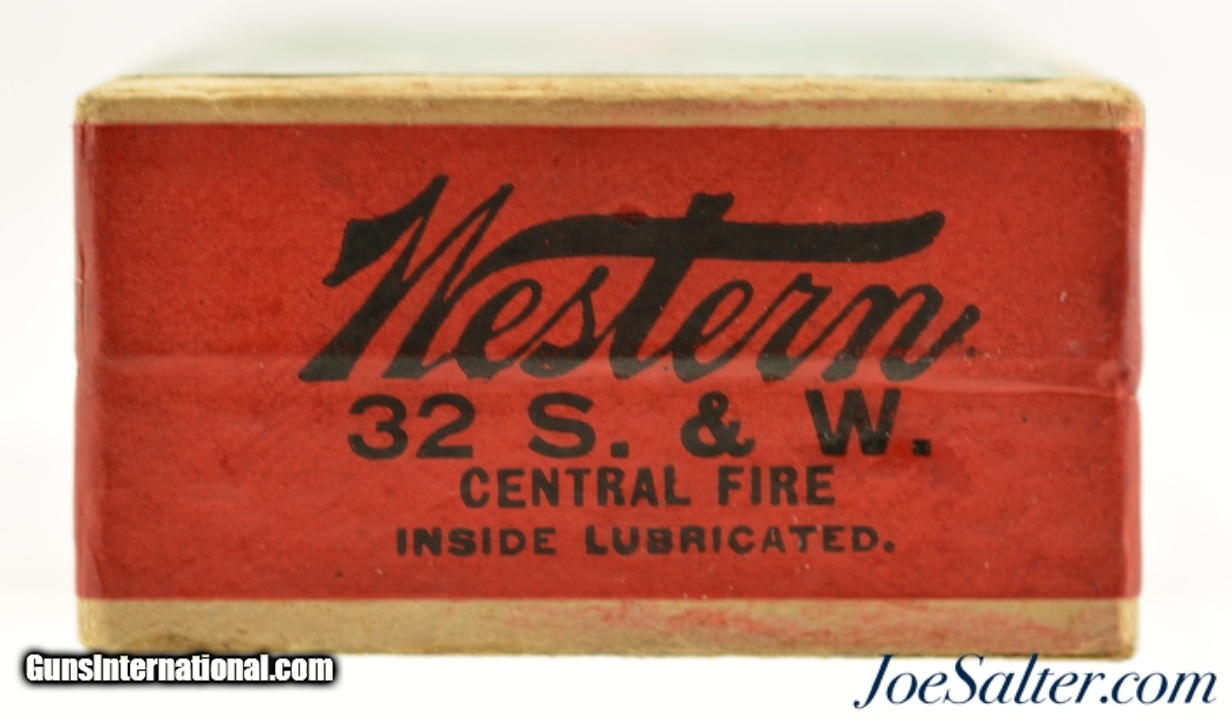 Western
32 S. & W.
CENTRAL FIRE
INSIDE LUBRICATED.
GunsInternational.com
JoeSalter.com